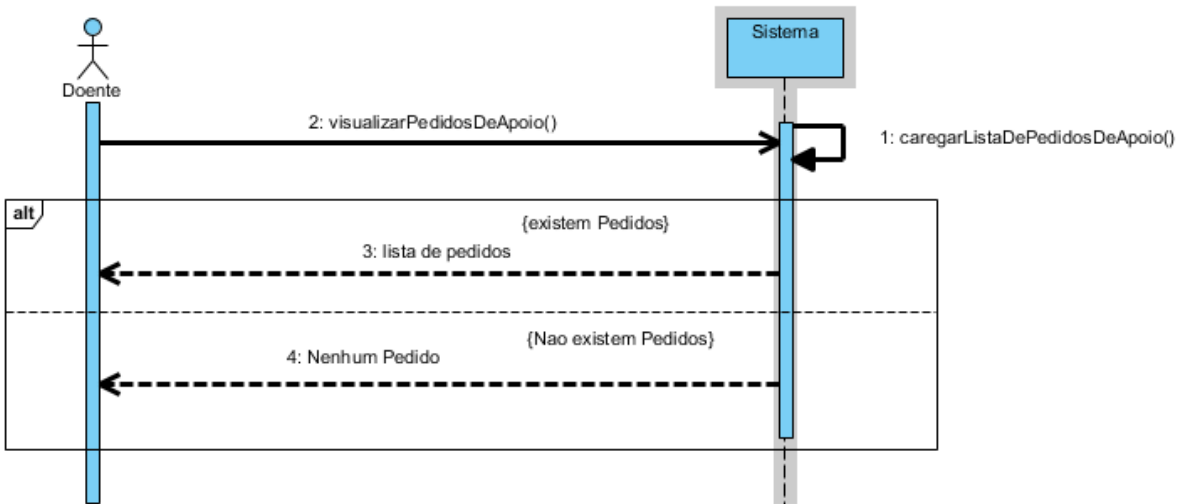 Sistema
Doente
2: visualizarPedidosDeApoio()
1: caregarListaDePedidosDeApoio()
alt
{existem Pedidos}
3: lista de pedidos
{Nao existem Pedidos}
4: Nenhum Pedido